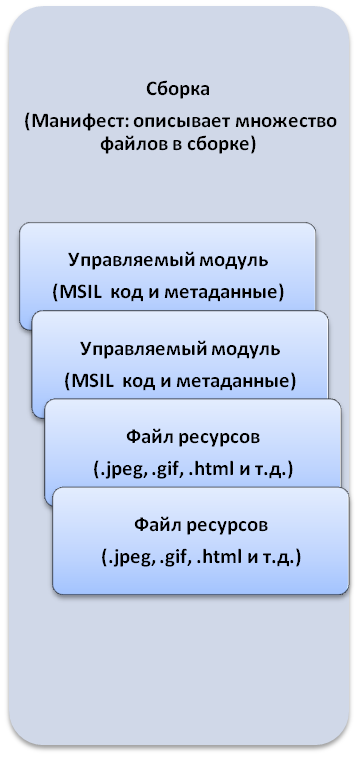 Сборка
(Манифест: описывает множество
файлов в сборке)
Управляемый модуль
(MSIL код и метаданные)
Управляемый модуль
(MSIL код и метаданные)
Файл ресурсов
(.jpeg, .gif, .html и т.д.)
Файл ресурсов
(.jpeg, .gif, .html и т.д.)